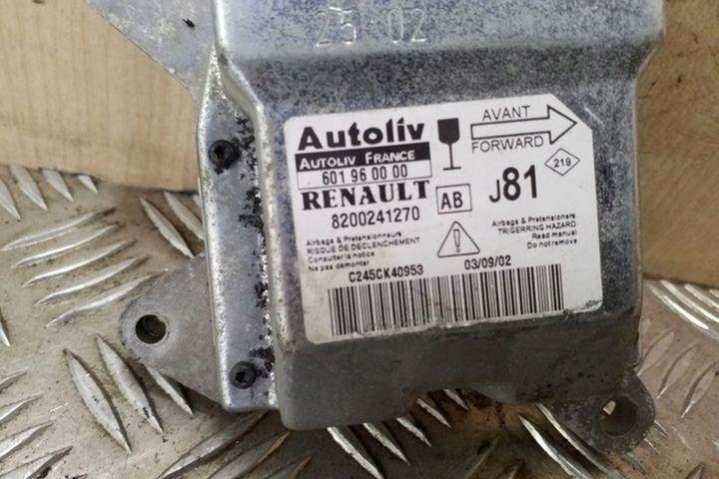 25 02
Autoliv
AUTOLIV FRANCE
601 96 00 00
RENAULT
8200241270
AB
AVANT
FORWARD
J81
219
Airbags & Pretensionneurs
RISQUE DE DECLENCHEMENT
Consulter la notice
Ne pas demonter
Airbags & Pretensioners
TRIGERRING HAZARD
Read manual
Do not remove
C245CK40953
03/09/02